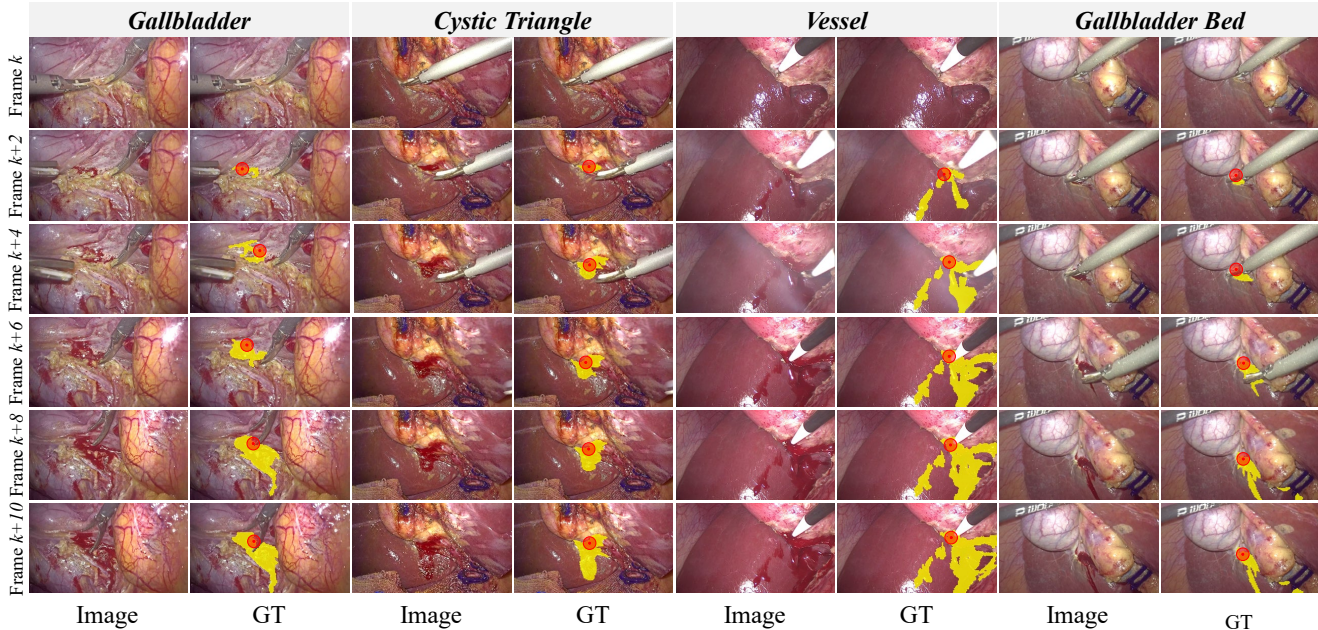 Gallbladder Cystic Triangle Vessel Gallbladder Bed
Frame k
Frame k+2
Frame k+4
Frame k+6
Frame k+8
Frame k+10
Image GT Image GT Image GT Image GT